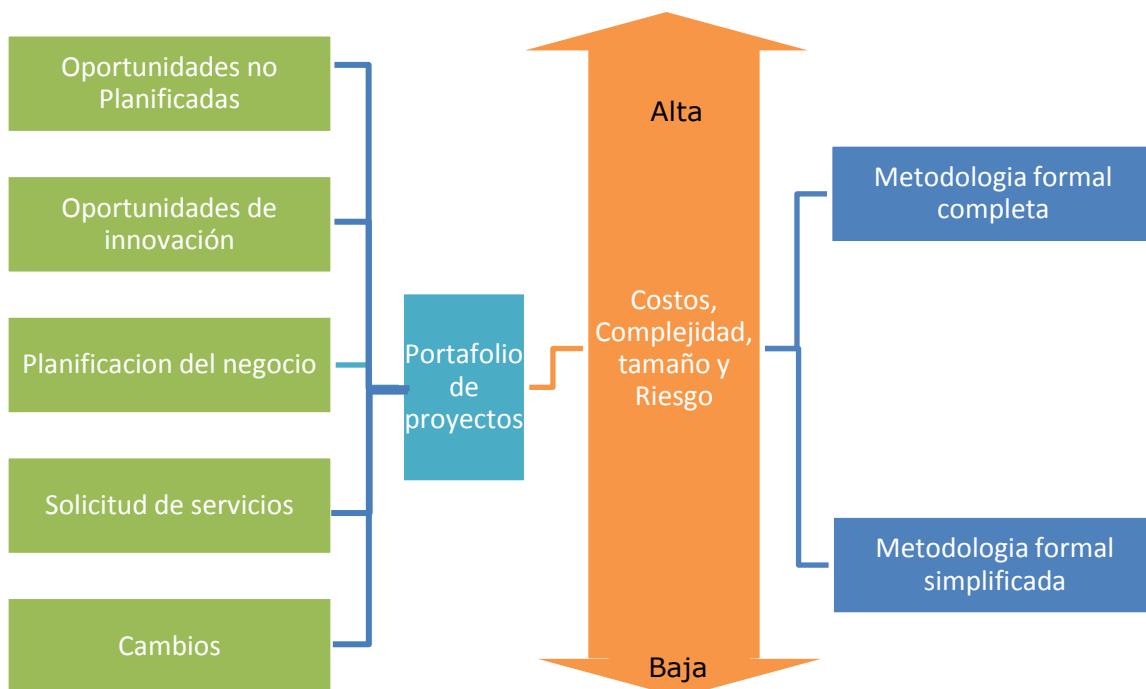 Oportunidades no
Planificadas
Oportunidades de
innovación
Planificacion del negocio
Solicitud de servicios
Cambios
Portafolio
de
proyectos
Alta
Costos,
Complejidad,
tamaño y
Riesgo
Baja
Metodologia formal
completa
Metodologia formal
simplificada